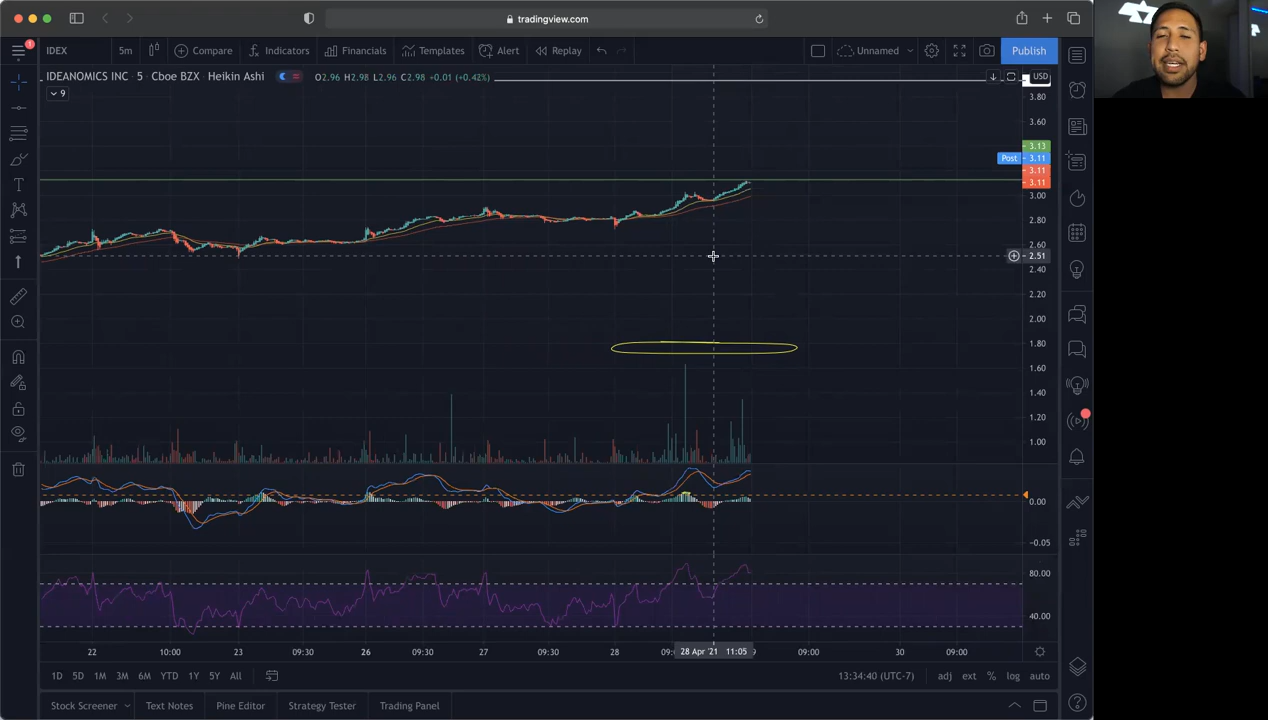 tradingview.com
1
IDEX
5m
Compare
Indicators
Financials
Templates
Alert
Replay
Unnamed
Publish
IDEANOMICS INC · 5 · Cboe BZX · Heikin Ashi
O2.96 H2.98 L2.96 C2.98 +0.01 (+0.42%)
USD
9
3.80
3.60
3.13
Post 3.11
3.11
3.11
3.00
2.80
2.60
2.51
2.40
2.20
2.00
1.80
1.60
1.40
1.20
1.00
0.00
−0.05
80.00
40.00
22 10:00 23 09:30 26 09:30 27 09:30 28 28 Apr '21 11:05 09:00 30 09:00
1D 5D 1M 3M 6M YTD 1Y 5Y All
13:34:40 (UTC-7)
adj ext % log auto
Stock Screener
Text Notes
Pine Editor
Strategy Tester
Trading Panel